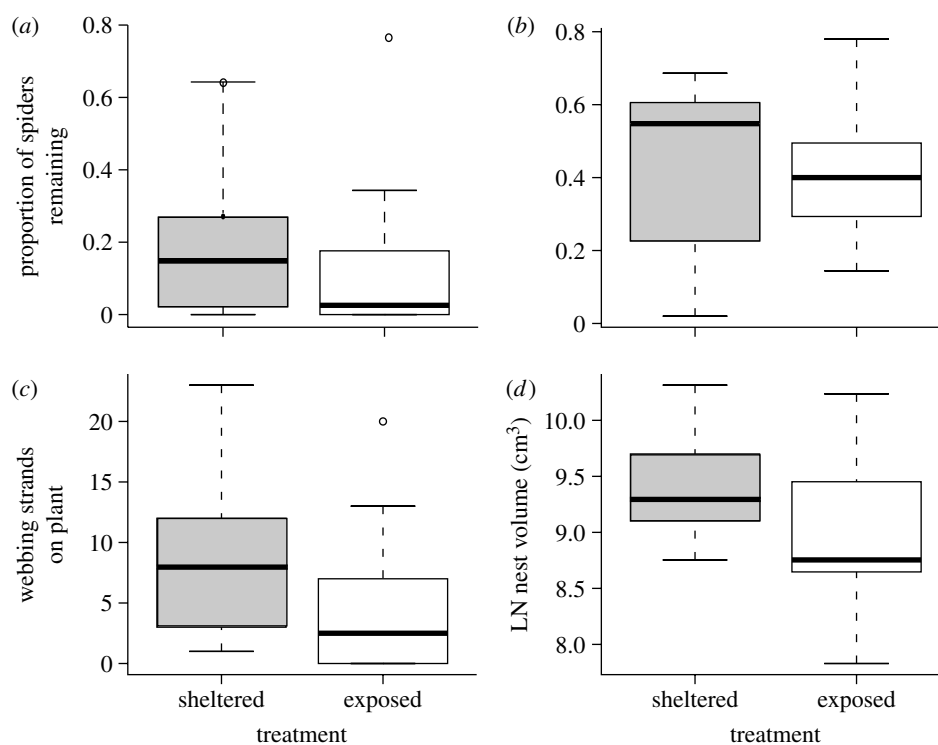 (a)
0.8
0.6
0.4
0.2
0
proportion of spiders
remaining
(b)
0.8
0.6
0.4
0.2
0
(c)
20
15
10
5
0
webbing strands
on plant
sheltered exposed
treatment
(d)
10.0
9.5
9.0
8.5
8.0
LN nest volume (cm³)
sheltered exposed
treatment